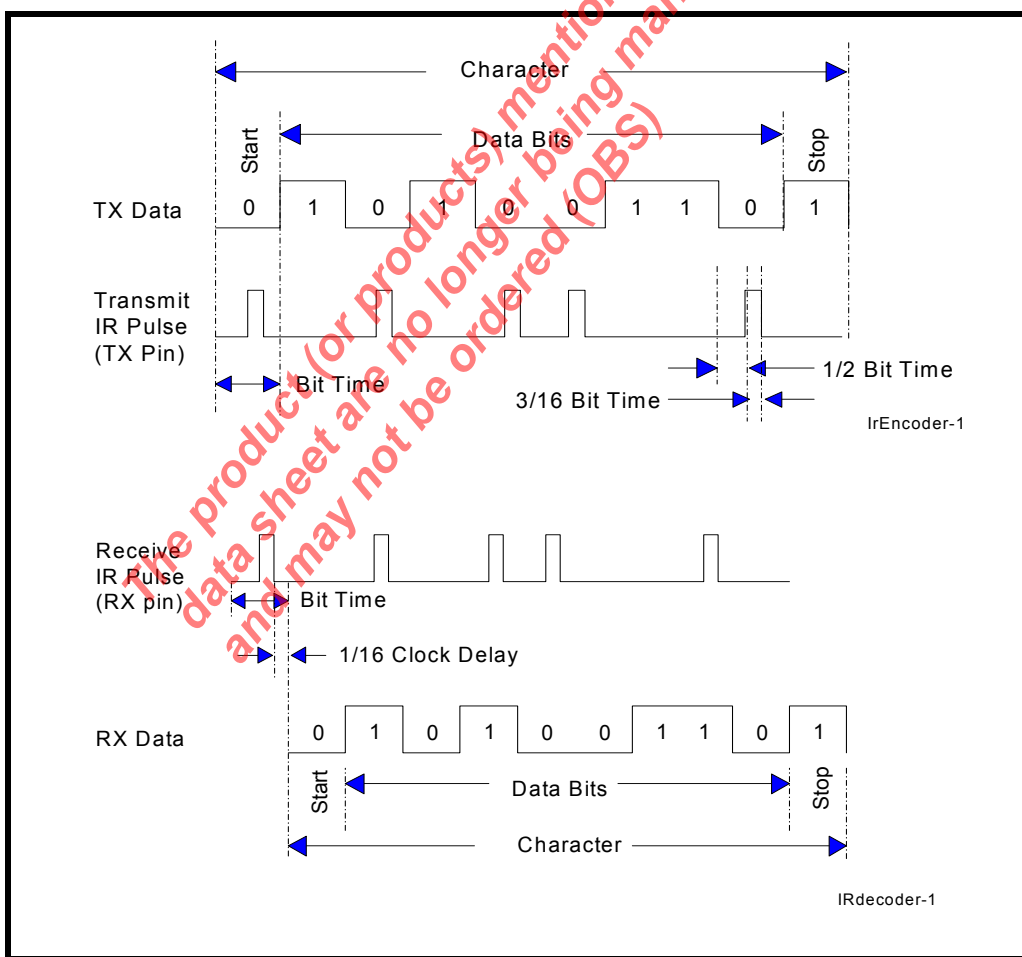 Character
Start
Data Bits
Stop
TX Data
0 1 0 1 0 0 1 1 0 1
Transmit
IR Pulse
(TX Pin)
Bit Time
1/2 Bit Time
3/16 Bit Time
IrEncoder-1
Receive
IR Pulse
(RX pin)
Bit Time
1/16 Clock Delay
RX Data
0 1 0 1 0 0 1 1 0 1
Start
Data Bits
Stop
Character
IRdecoder-1
The product (or products) mention
data sheet are no longer being man
and may not be ordered (OBS)